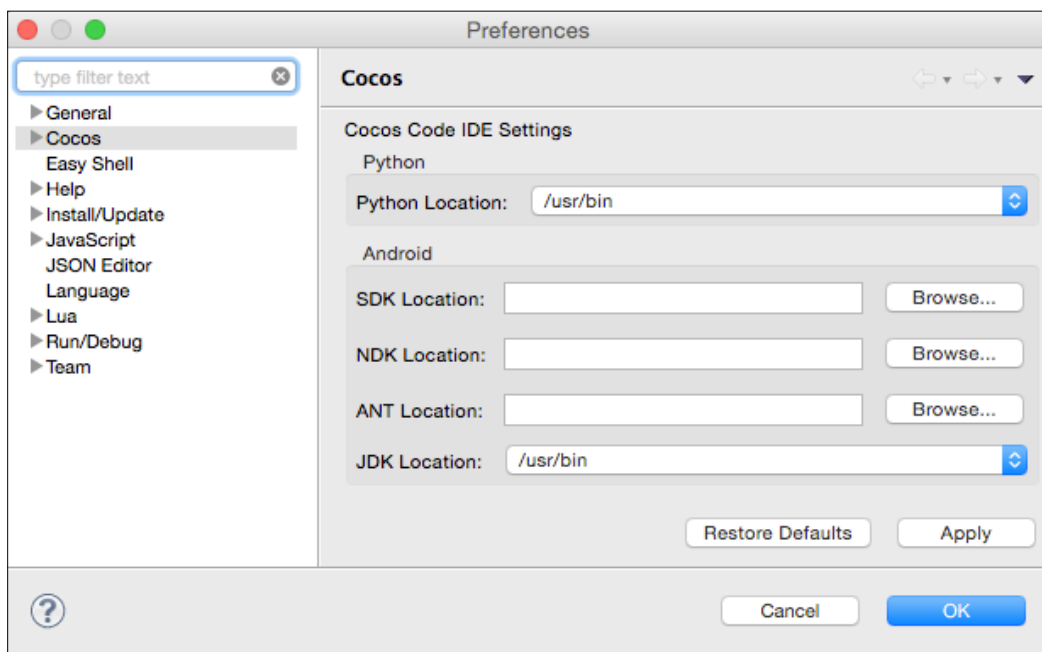 Preferences
type filter text
General
Cocos
Easy Shell
Help
Install/Update
JavaScript
JSON Editor
Language
Lua
Run/Debug
Team
Cocos
Cocos Code IDE Settings
Python
Python Location: /usr/bin
Android
SDK Location: Browse...
NDK Location: Browse...
ANT Location: Browse...
JDK Location: /usr/bin
Restore Defaults Apply
? Cancel OK